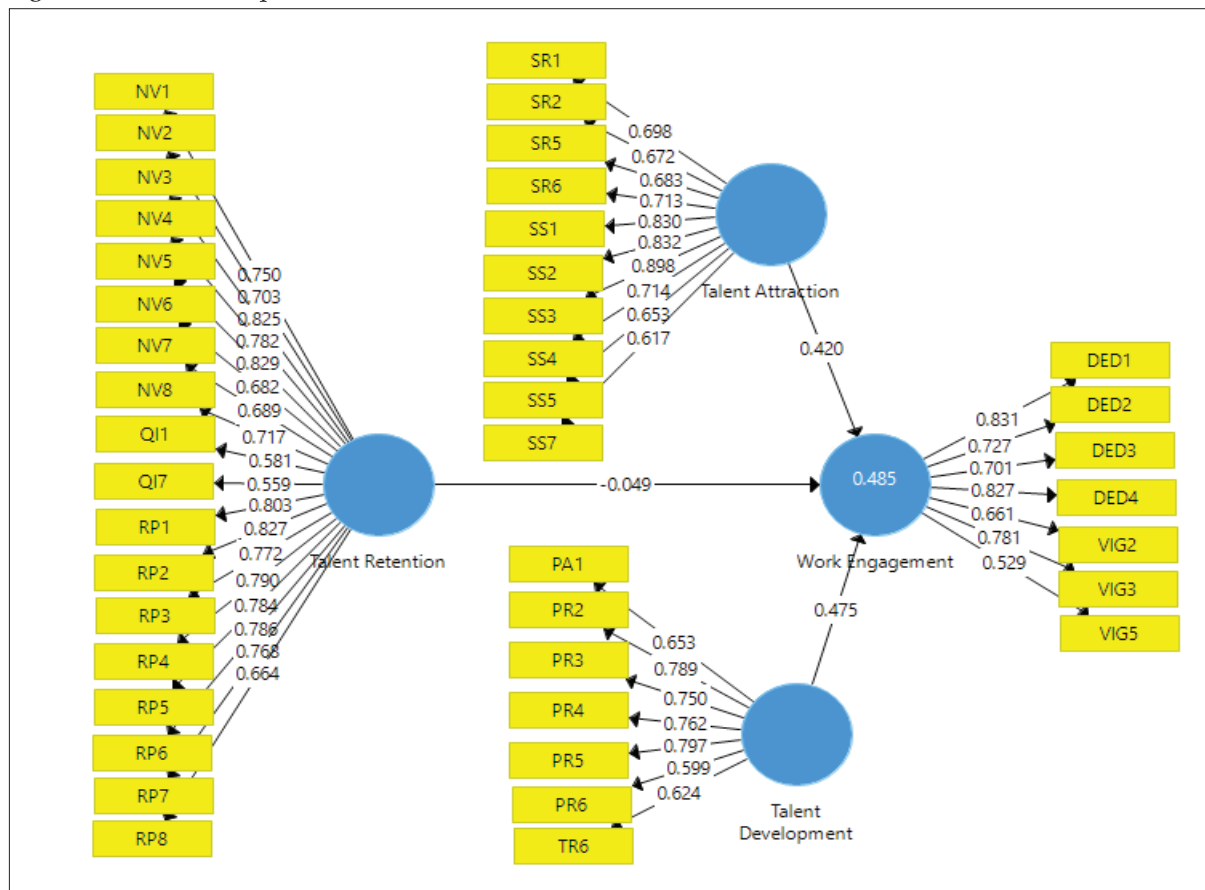 NV1
NV2
NV3
NV4
NV5
NV6
NV7
NV8
QI1
QI7
RP1
RP2
RP3
RP4
RP5
RP6
RP7
RP8
0.750
0.703
0.825
0.782
0.829
0.682
0.689
0.717
0.581
0.559
0.803
0.827
0.772
0.790
0.784
0.786
0.768
0.664
Talent Retention
SR1
SR2
SR5
SR6
SS1
SS2
SS3
SS4
SS5
SS7
0.698
0.672
0.683
0.713
0.830
0.832
0.898
0.714
0.653
0.617
Talent Attraction
0.420
-0.049
0.475
PA1
PR2
PR3
PR4
PR5
PR6
TR6
0.653
0.789
0.750
0.762
0.797
0.599
0.624
Talent
Development
0.485
Work Engagement
0.831
0.727
0.701
0.827
0.661
0.781
0.529
DED1
DED2
DED3
DED4
VIG2
VIG3
VIG5